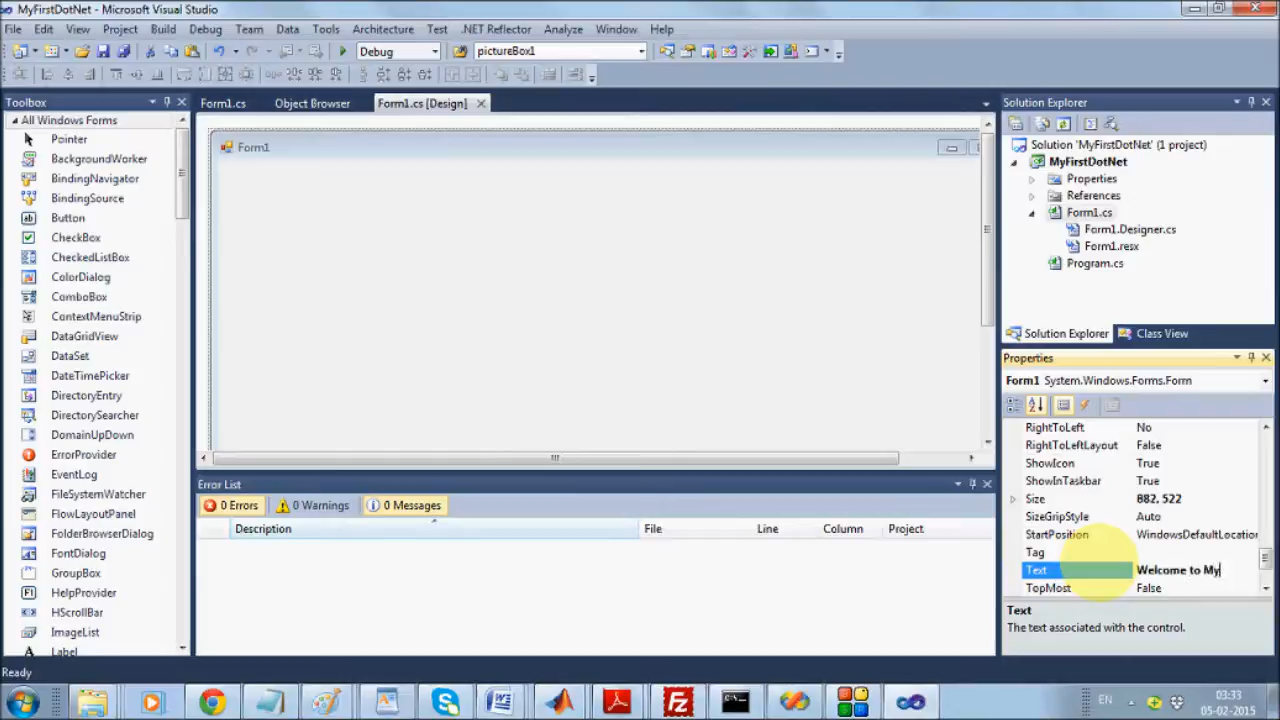 MyFirstDotNet - Microsoft Visual Studio
File Edit View Project Build Debug Team Data Tools Architecture Test .NET Reflector Analyze Window Help
Debug pictureBox1
Toolbox
All Windows Forms
Pointer
BackgroundWorker
BindingNavigator
BindingSource
Button
CheckBox
CheckedListBox
ColorDialog
ComboBox
ContextMenuStrip
DataGridView
DataSet
DateTimePicker
DirectoryEntry
DirectorySearcher
DomainUpDown
ErrorProvider
EventLog
FileSystemWatcher
FlowLayoutPanel
FolderBrowserDialog
FontDialog
GroupBox
HelpProvider
HScrollBar
ImageList
Label
Form1.cs Object Browser Form1.cs [Design]
Form1
Error List
0 Errors 0 Warnings 0 Messages
Description File Line Column Project
Solution Explorer
Solution 'MyFirstDotNet' (1 project)
MyFirstDotNet
Properties
References
Form1.cs
Form1.Designer.cs
Form1.resx
Program.cs
Solution Explorer Class View
Properties
Form1 System.Windows.Forms.Form
RightToLeft No
RightToLeftLayout False
ShowIcon True
ShowInTaskbar True
Size 882, 522
SizeGripStyle Auto
StartPosition WindowsDefaultLocation
Tag
Text Welcome to My
TopMost False
Text
The text associated with the control.
Ready
EN
03:33
05-02-2015